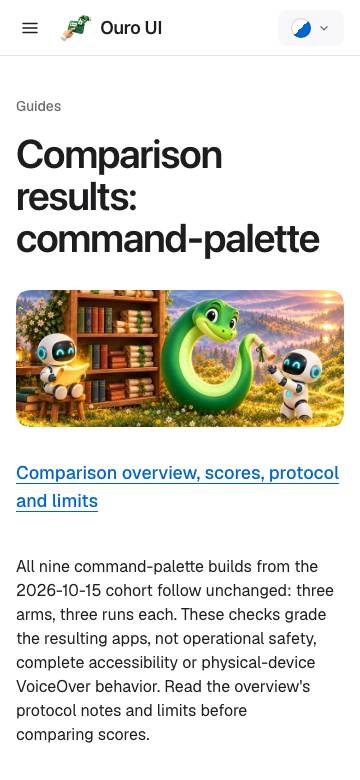 Ouro UI
Guides
Comparison
results:
command-palette
Comparison overview, scores, protocol
and limits
All nine command-palette builds from the
2026-10-15 cohort follow unchanged: three
arms, three runs each. These checks grade
the resulting apps, not operational safety,
complete accessibility or physical-device
VoiceOver behavior. Read the overview's
protocol notes and limits before
comparing scores.